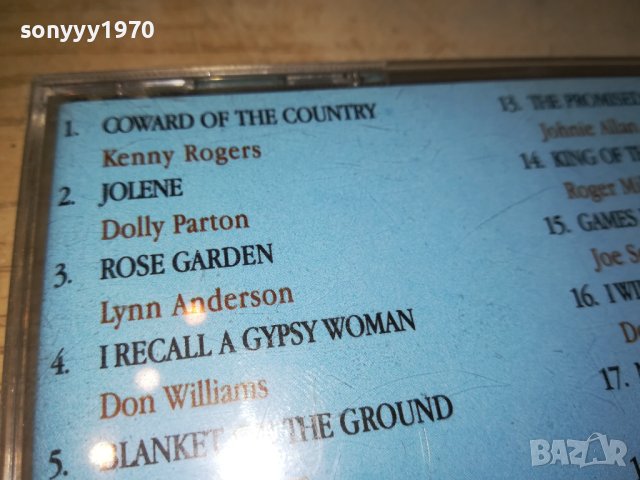 sonyyy1970
1. COWARD OF THE COUNTRY
Kenny Rogers
2. JOLENE
Dolly Parton
3. ROSE GARDEN
Lynn Anderson
4. I RECALL A GYPSY WOMAN
Don Williams
5. BLANKET THE GROUND
13. THE PROMISED
Johnie Allan
14. KING OF
Roger
15. GAMES
Joe
16. I
17.
BAZAR